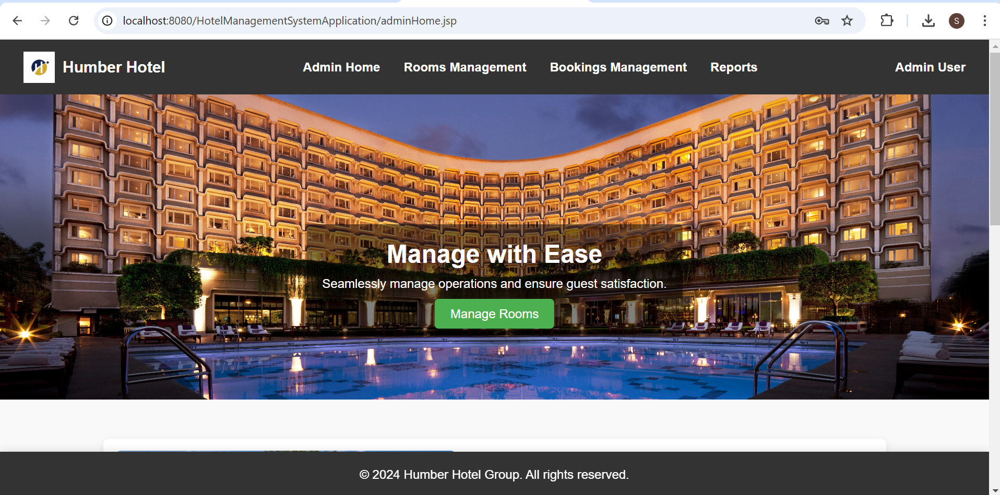 localhost:8080/HotelManagementSystemApplication/adminHome.jsp
S
Humber Hotel
Admin Home
Rooms Management
Bookings Management
Reports
Admin User
Manage with Ease
Seamlessly manage operations and ensure guest satisfaction.
Manage Rooms
© 2024 Humber Hotel Group. All rights reserved.